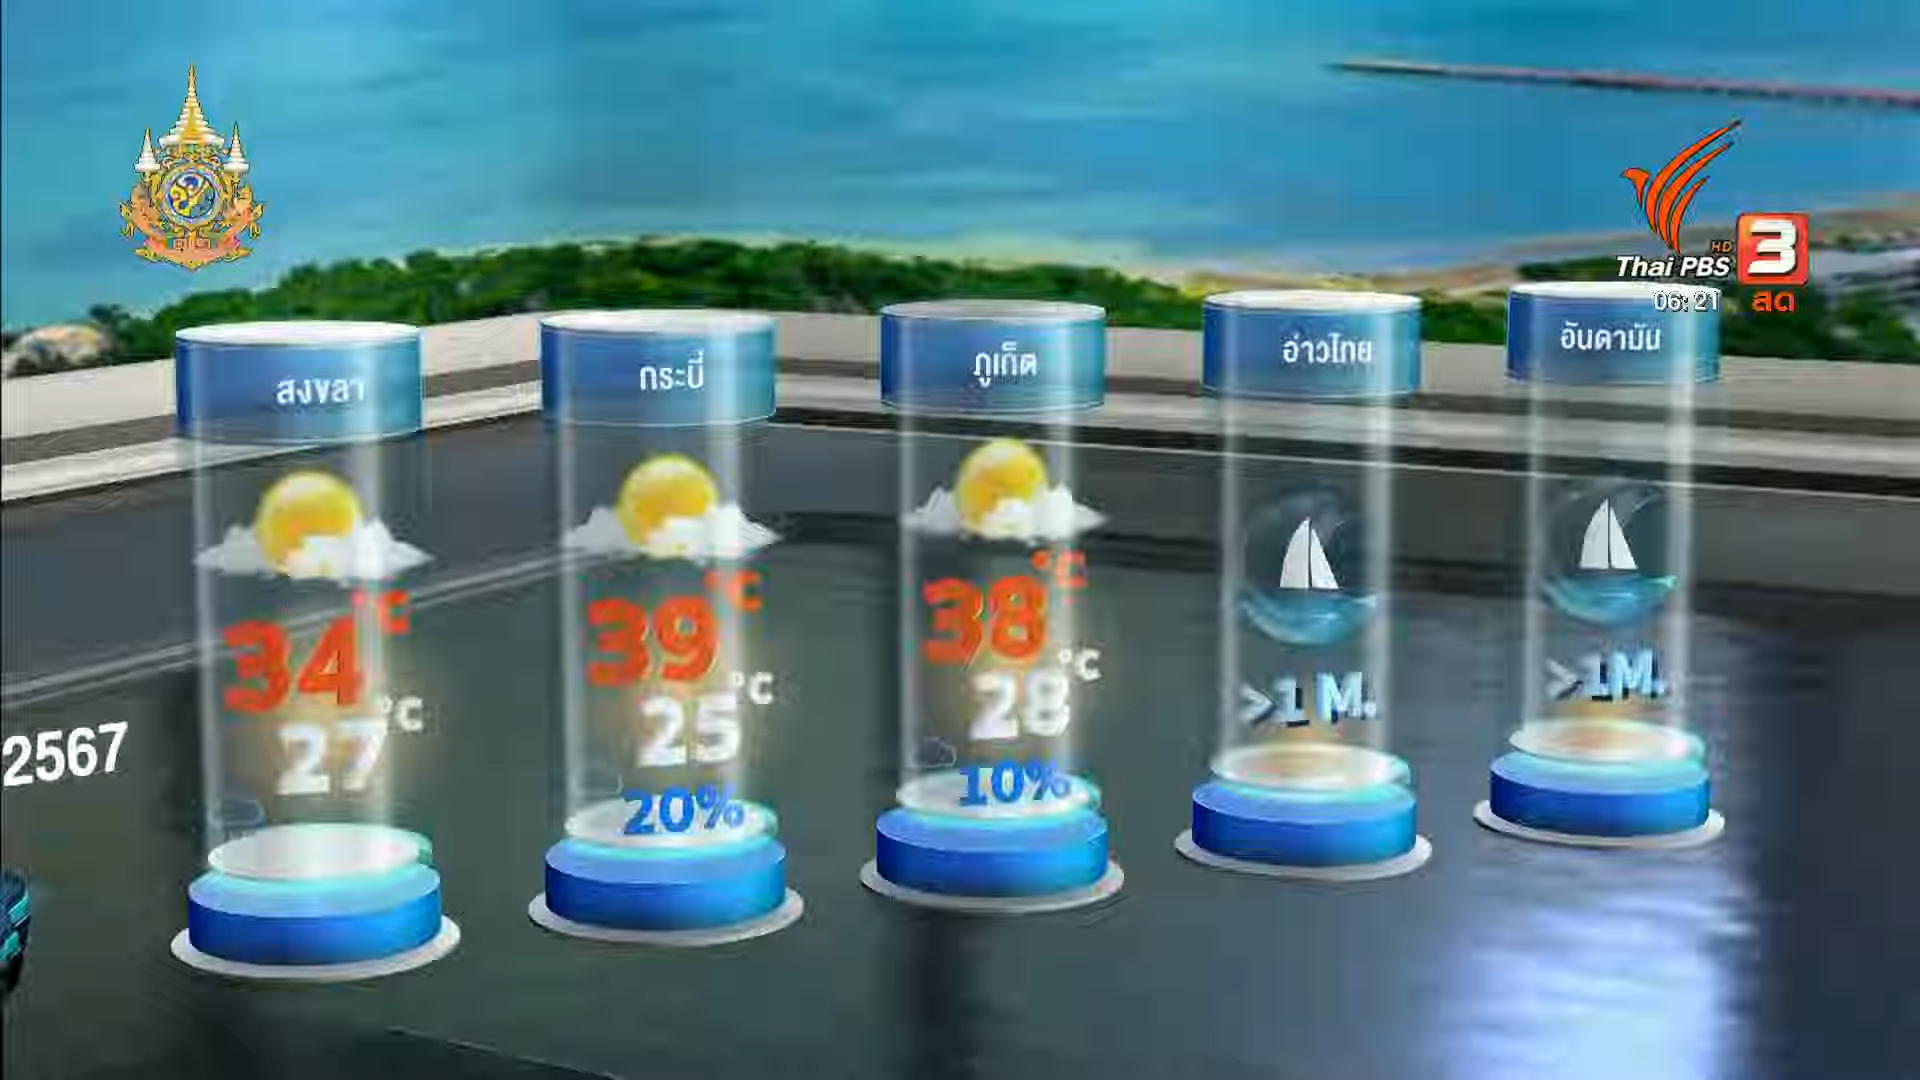 HD
Thai PBS 3
06:21 สด
สงขลา
34°C
27°C
กระบี่
39°C
25°C
20%
ภูเก็ต
38°C
28°C
10%
อ่าวไทย
>1 M.
อันดามัน
>1M.
2567